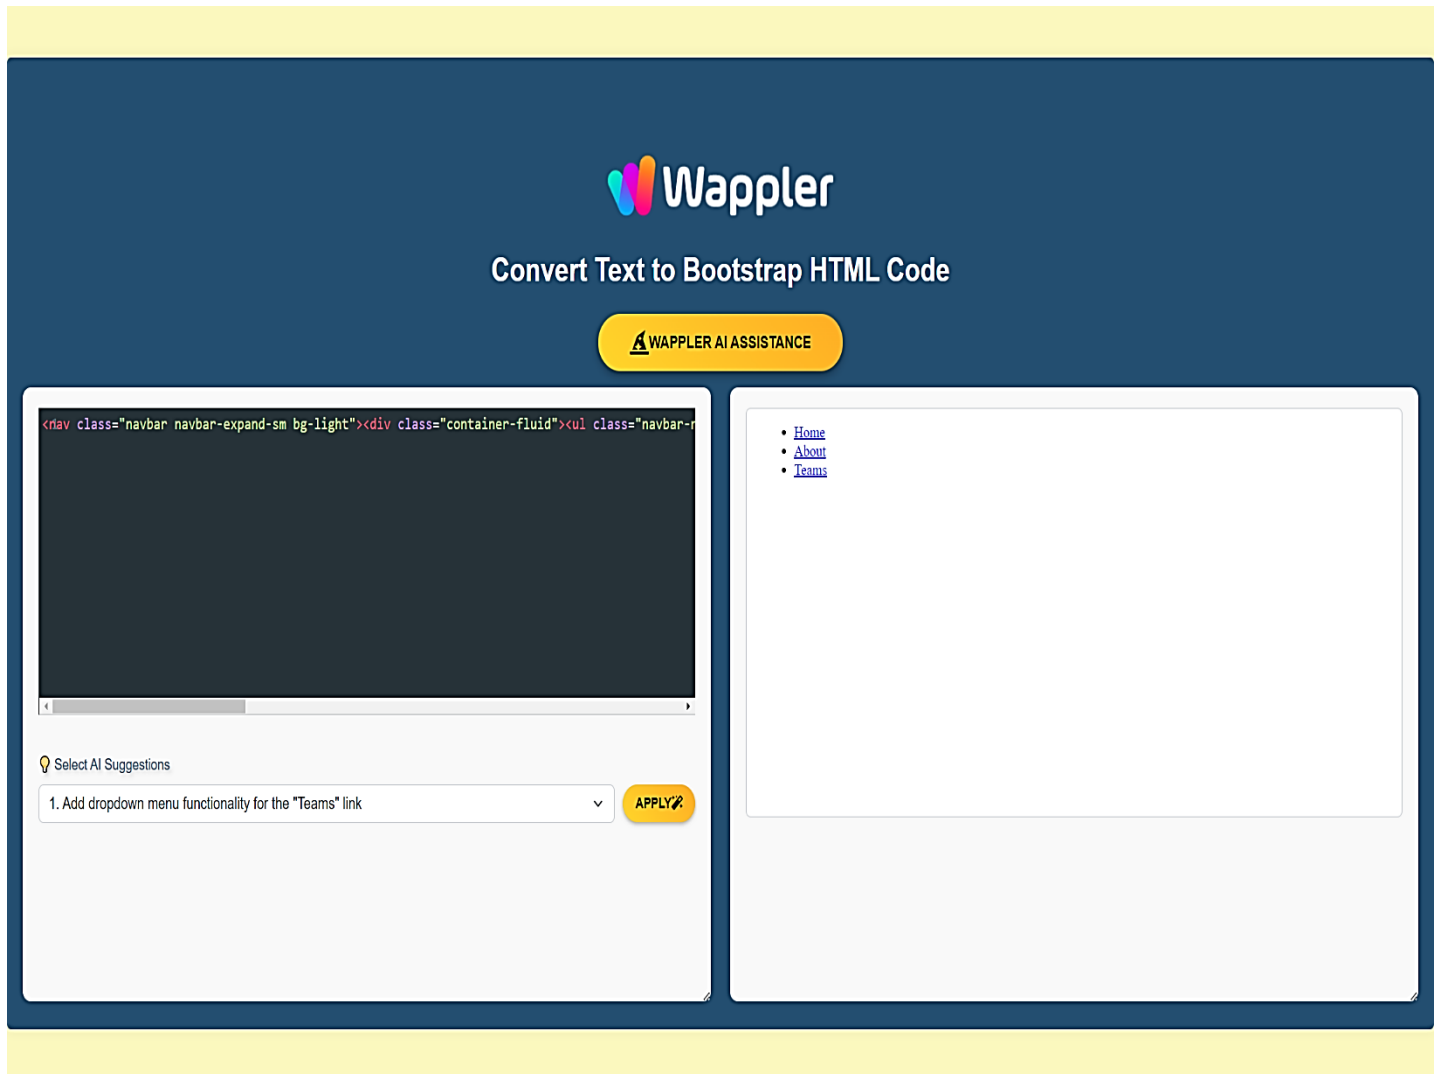 Wappler
Convert Text to Bootstrap HTML Code
WAPPLER AI ASSISTANCE
<nav class="navbar navbar-expand-sm bg-light"><div class="container-fluid"><ul class="navbar-n
• Home
• About
• Teams
Select AI Suggestions
1. Add dropdown menu functionality for the "Teams" link
APPLY